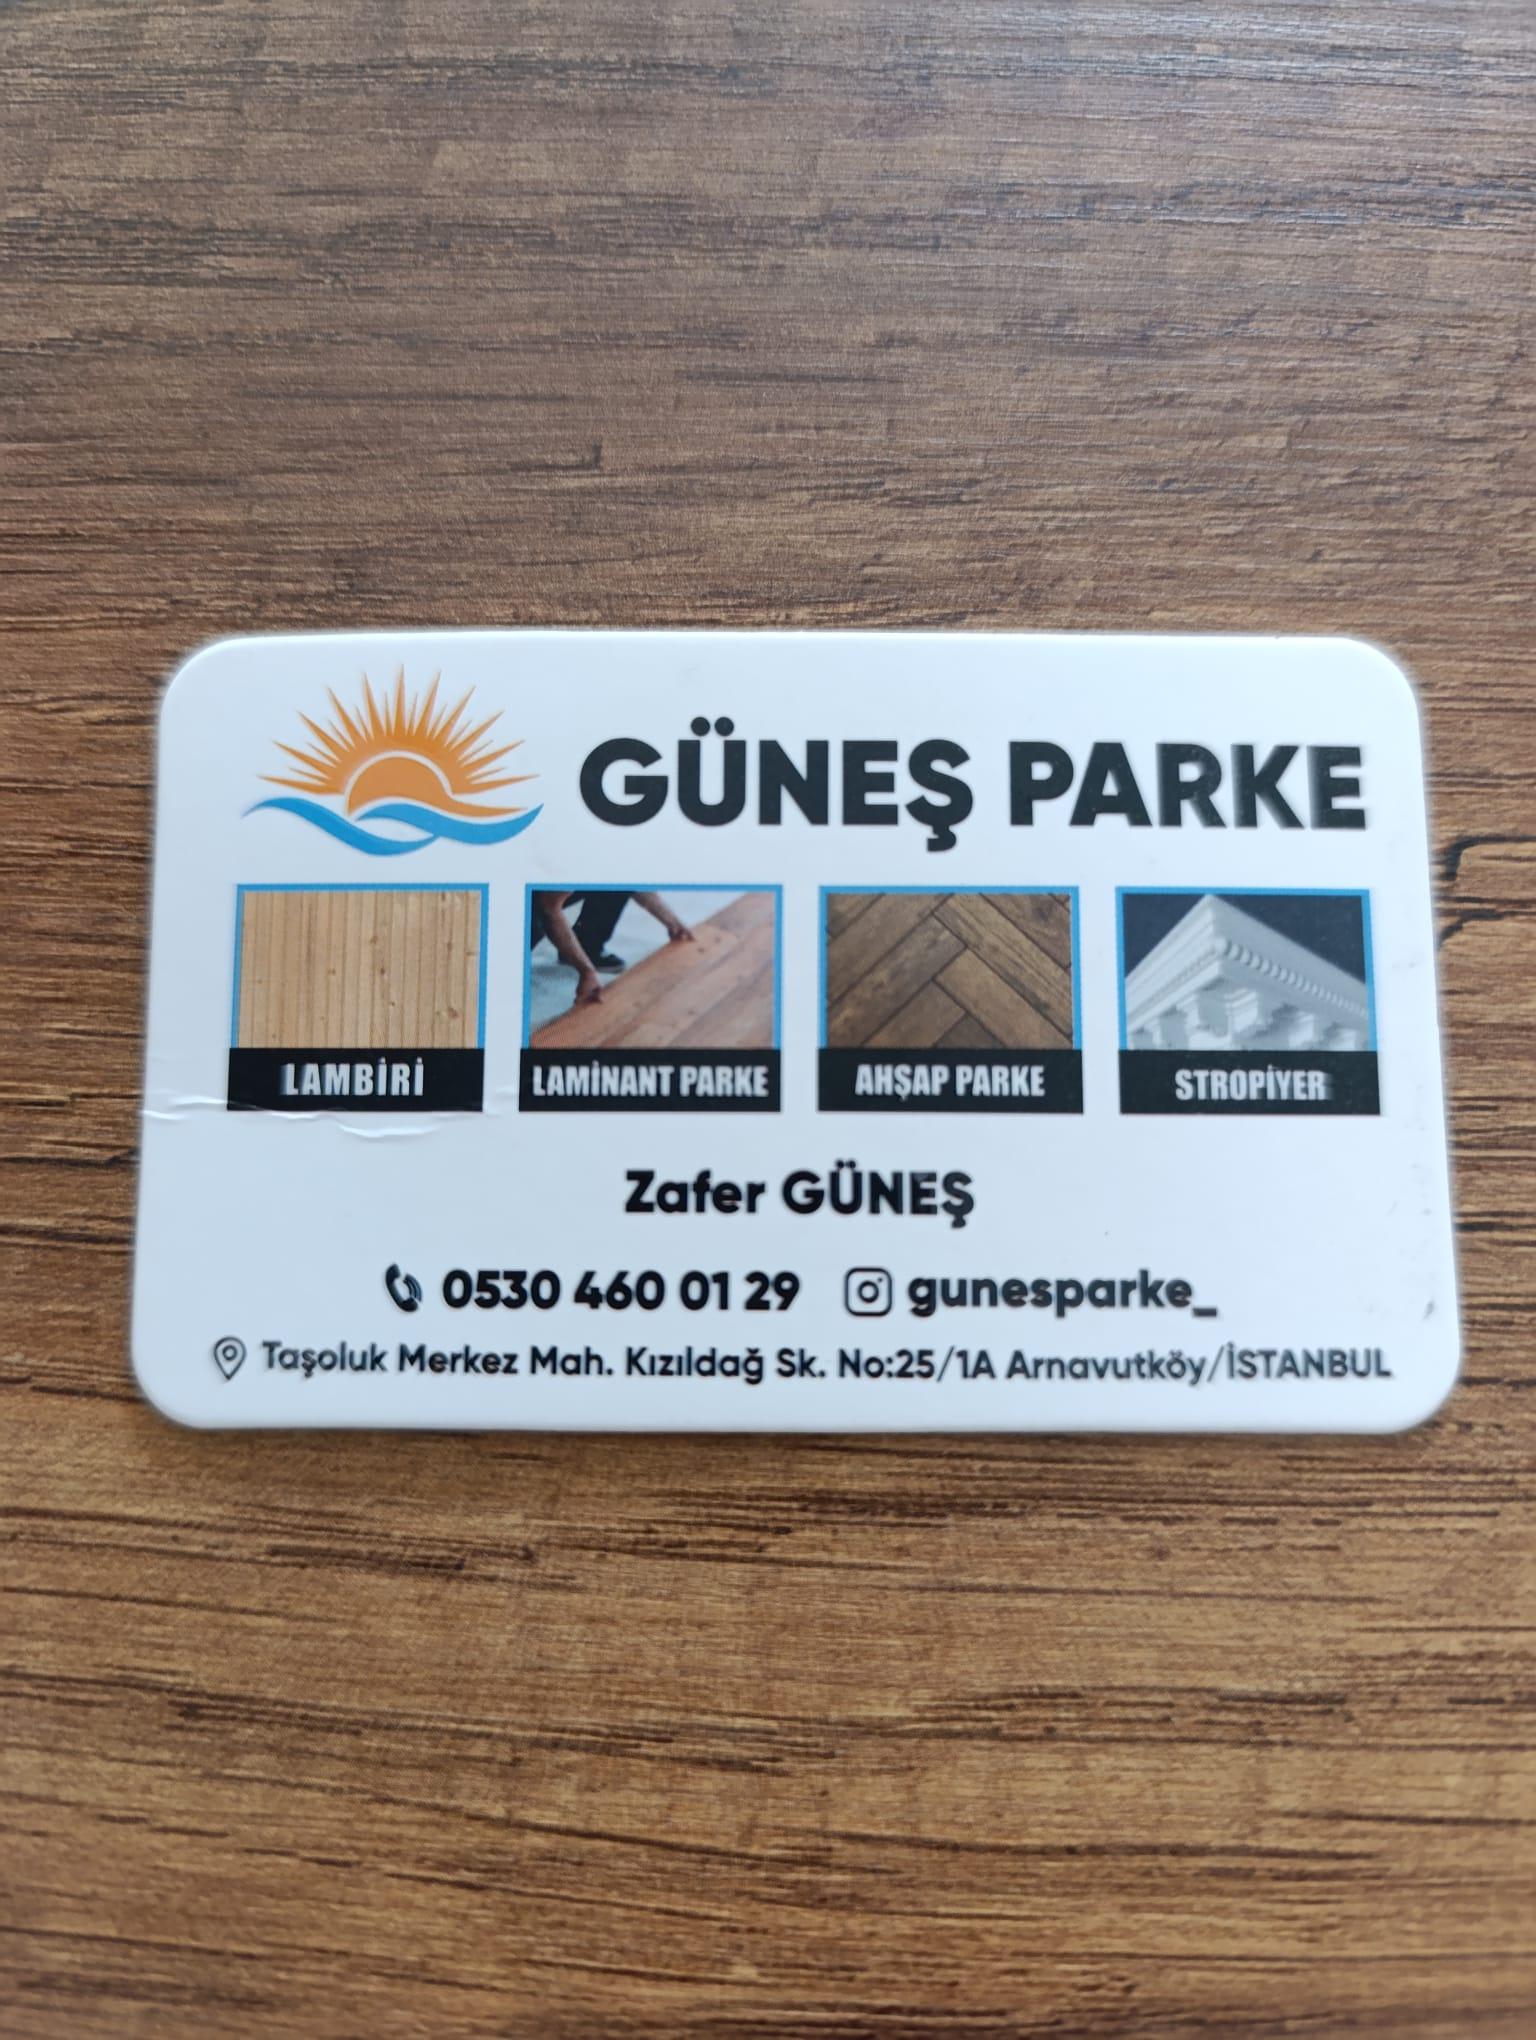 GÜNEŞ PARKE
LAMBİRİ LAMİNANT PARKE AHŞAP PARKE STROPİYER
Zafer GÜNEŞ
0530 460 01 29 gunesparke_
Taşoluk Merkez Mah. Kızıldağ Sk. No:25/1A Arnavutköy/İSTANBUL